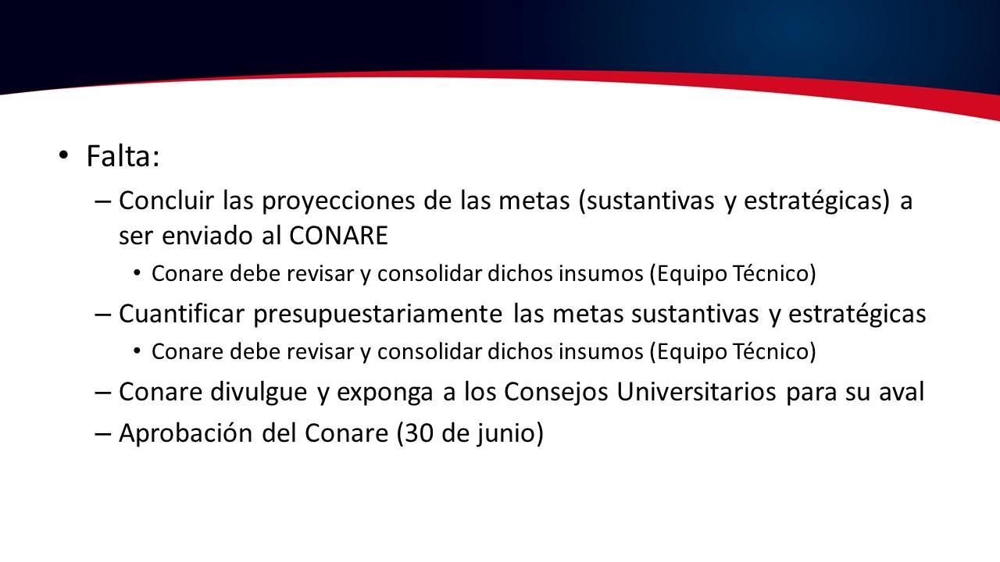 • Falta:
– Concluir las proyecciones de las metas (sustantivas y estratégicas) a
ser enviado al CONARE
• Conare debe revisar y consolidar dichos insumos (Equipo Técnico)
– Cuantificar presupuestariamente las metas sustantivas y estratégicas
• Conare debe revisar y consolidar dichos insumos (Equipo Técnico)
– Conare divulgue y exponga a los Consejos Universitarios para su aval
– Aprobación del Conare (30 de junio)